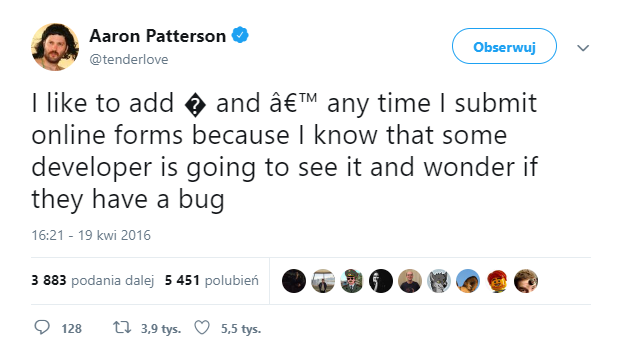 Aaron Patterson
@tenderlove
Obserwuj
I like to add � and â€™ any time I submit
online forms because I know that some
developer is going to see it and wonder if
they have a bug
16:21 - 19 kwi 2016
3 883 podania dalej 5 451 polubień
128 3,9 tys. 5,5 tys.